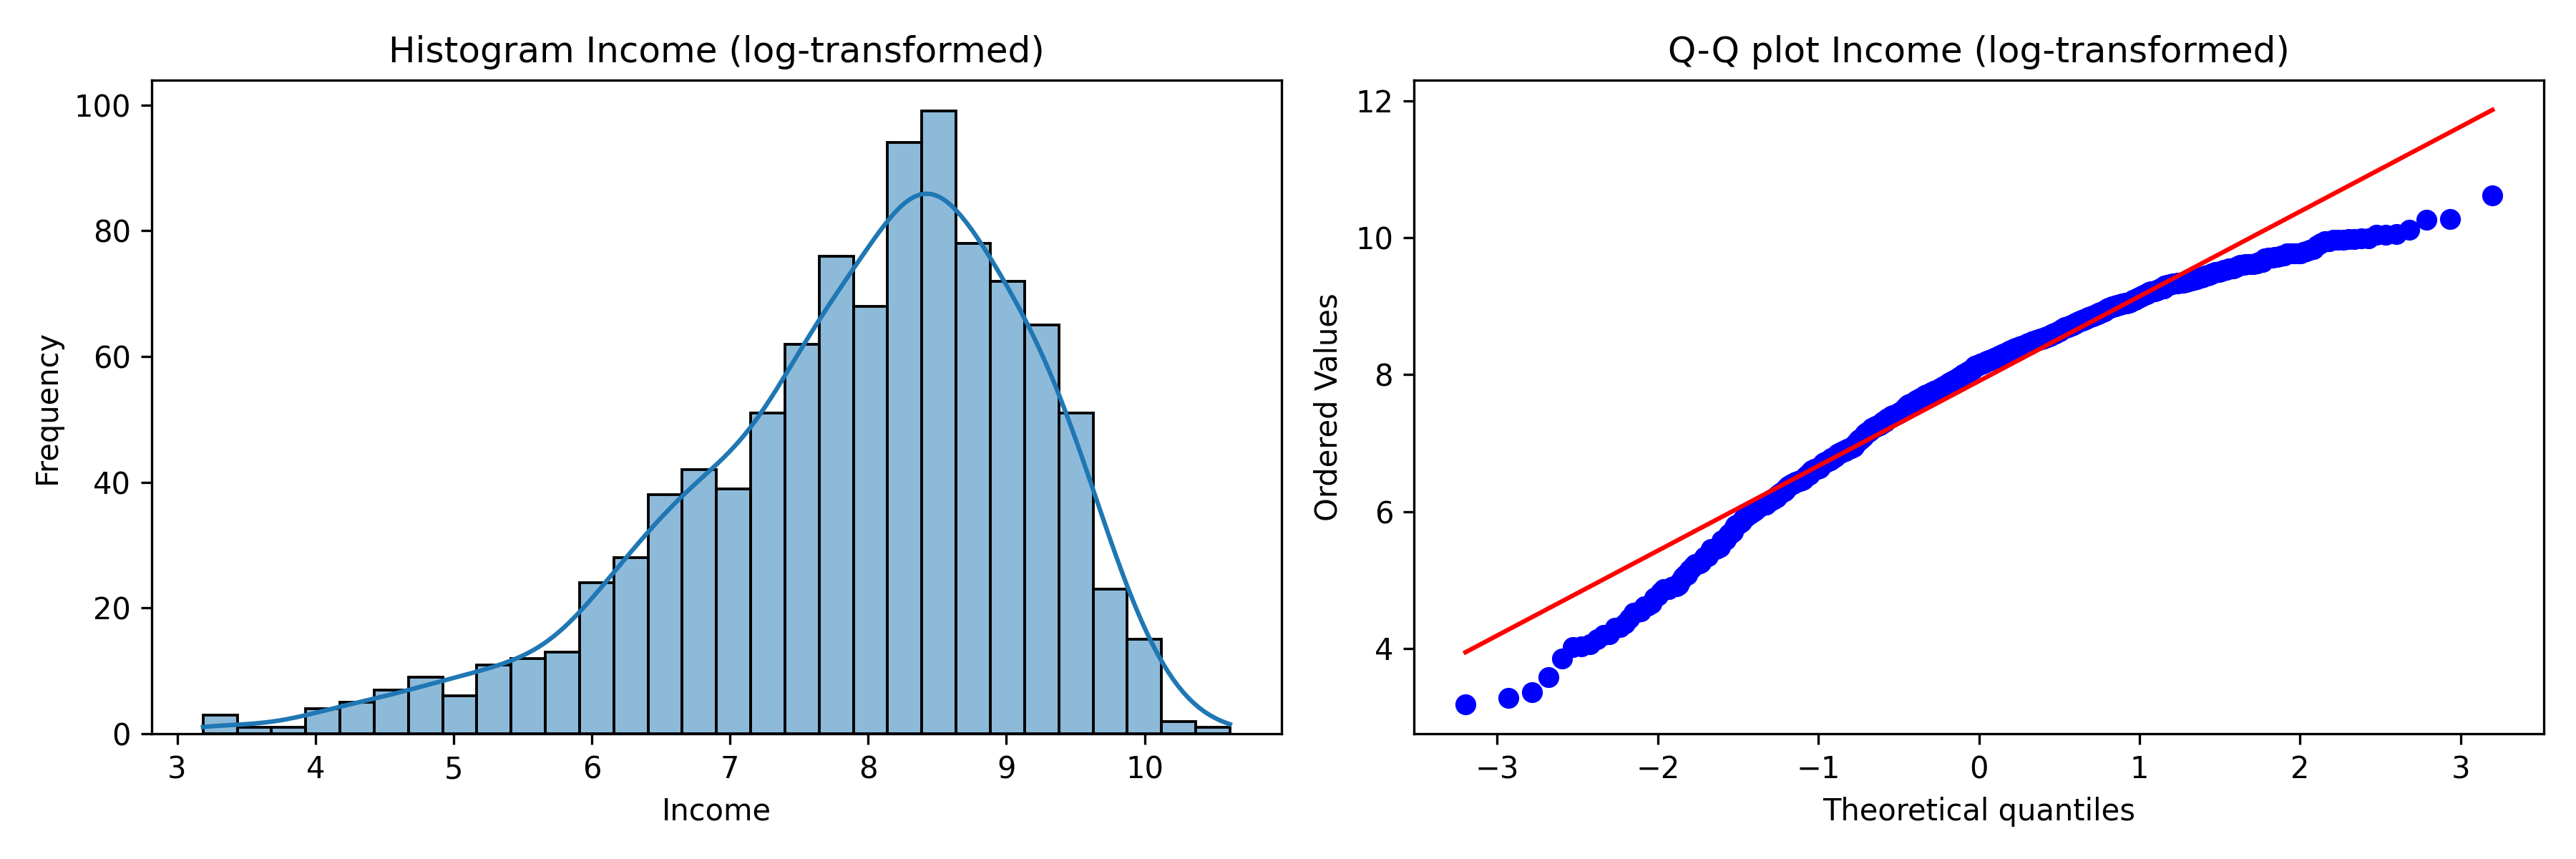 Histogram Income (log-transformed)
100
80
60
40
20
0
Frequency
3 4 5 6 7 8 9 10
Income
Q-Q plot Income (log-transformed)
12
10
8
6
4
Ordered Values
−3 −2 −1 0 1 2 3
Theoretical quantiles